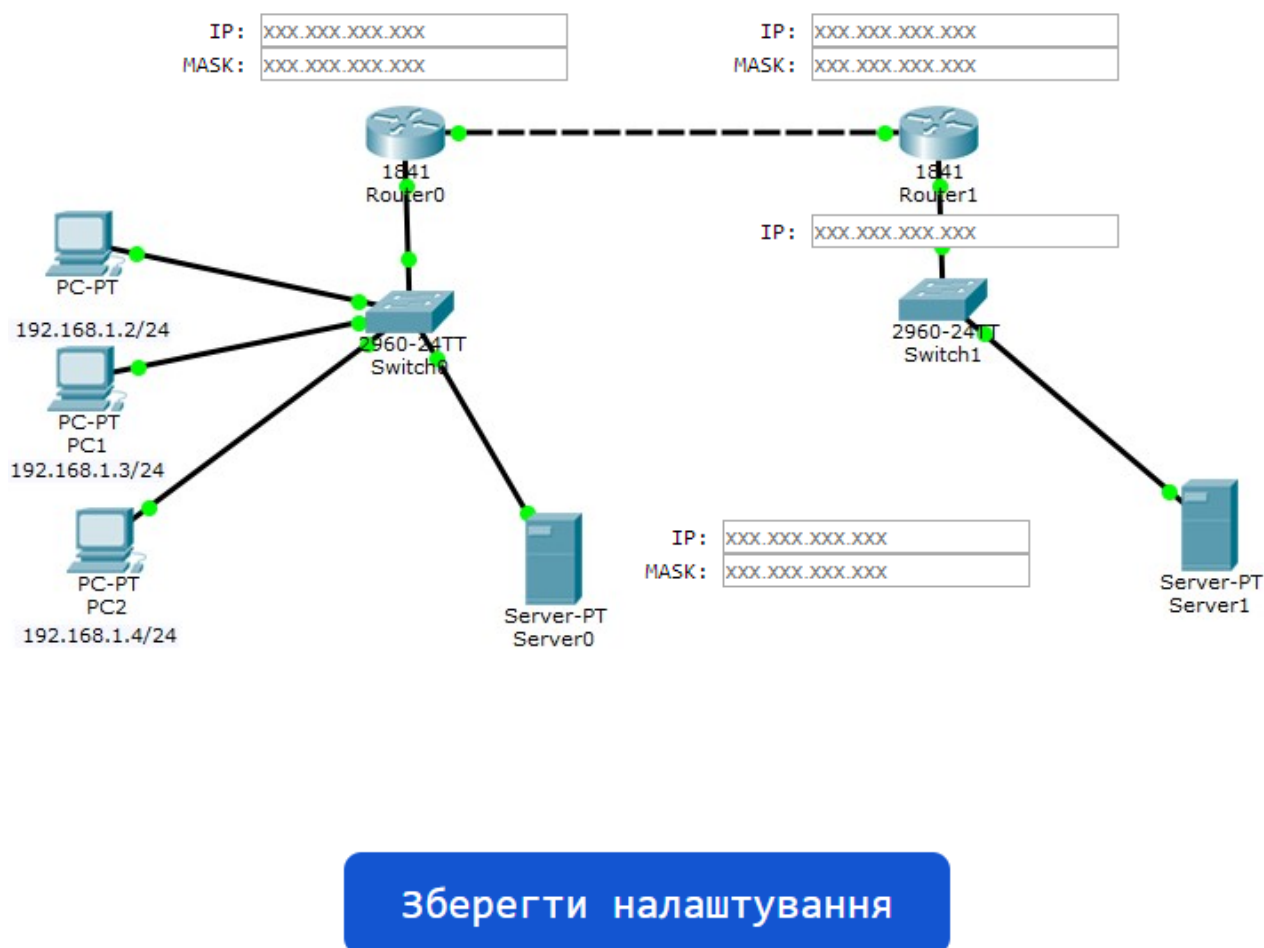 IP: xxx.xxx.xxx.xxx
MASK: xxx.xxx.xxx.xxx
IP: xxx.xxx.xxx.xxx
MASK: xxx.xxx.xxx.xxx
1841
Router0
1841
Router1
IP: xxx.xxx.xxx.xxx
PC-PT
192.168.1.2/24
2960-24TT
Switch0
2960-24TT
Switch1
PC-PT
PC1
192.168.1.3/24
IP: xxx.xxx.xxx.xxx
MASK: xxx.xxx.xxx.xxx
PC-PT
PC2
192.168.1.4/24
Server-PT
Server0
Server-PT
Server1
Зберегти налаштування